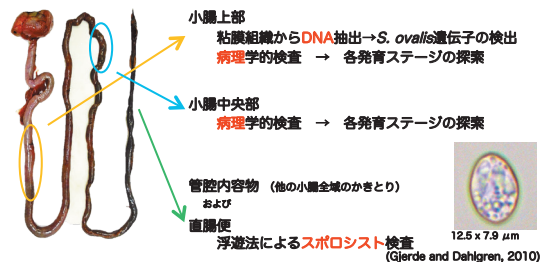 小腸上部
粘膜組織からDNA抽出→S. ovalis遺伝子の検出
病理学的検査 → 各発育ステージの探索
小腸中央部
病理学的検査 → 各発育ステージの探索
管腔内容物 （他の小腸全域のかきとり）
および
直腸便
浮遊法によるスポロシスト検査
12.5 x 7.9 μm
(Gjerde and Dahlgren, 2010)